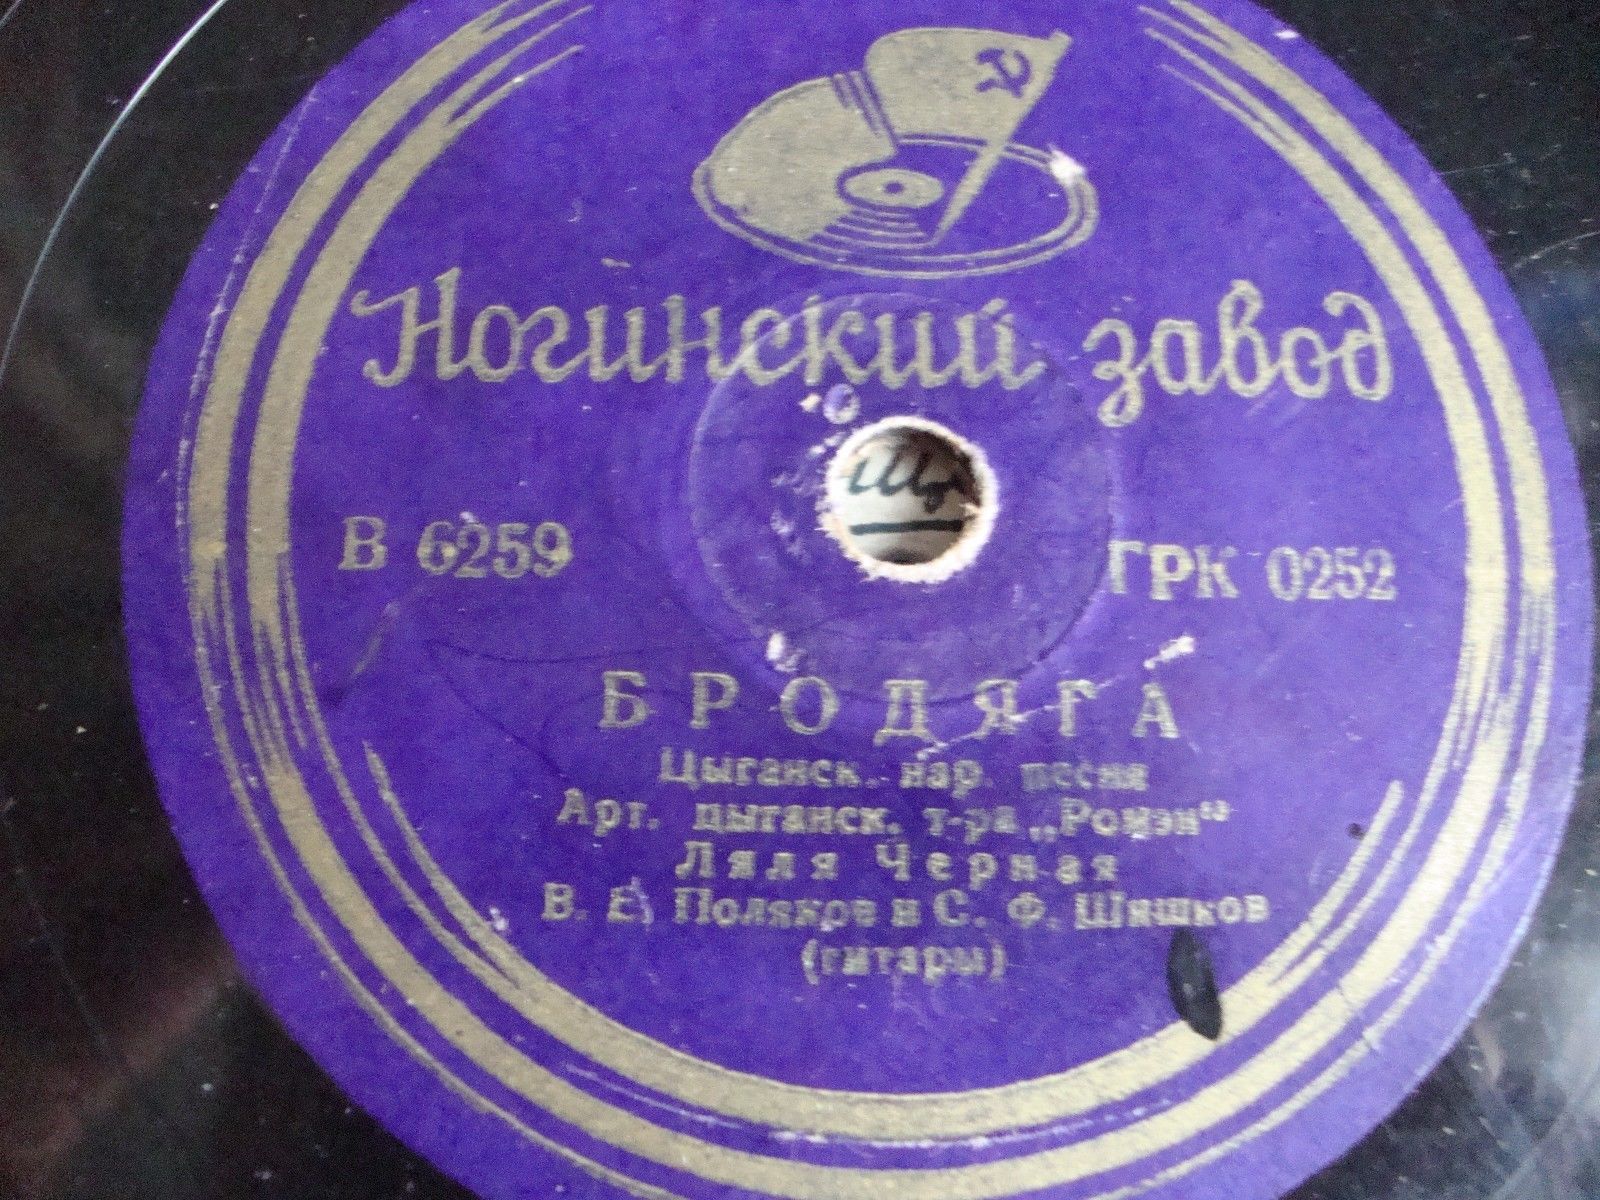 Ногинский завод
Щ
В 6259 ГРК 0252
БРОДЯГА
Цыганск. нар. песня
Арт. цыганск. т-ра „Ромэн“
Ляля Черная
В. Е. Поляков и С. Ф. Шишков
(гитары)